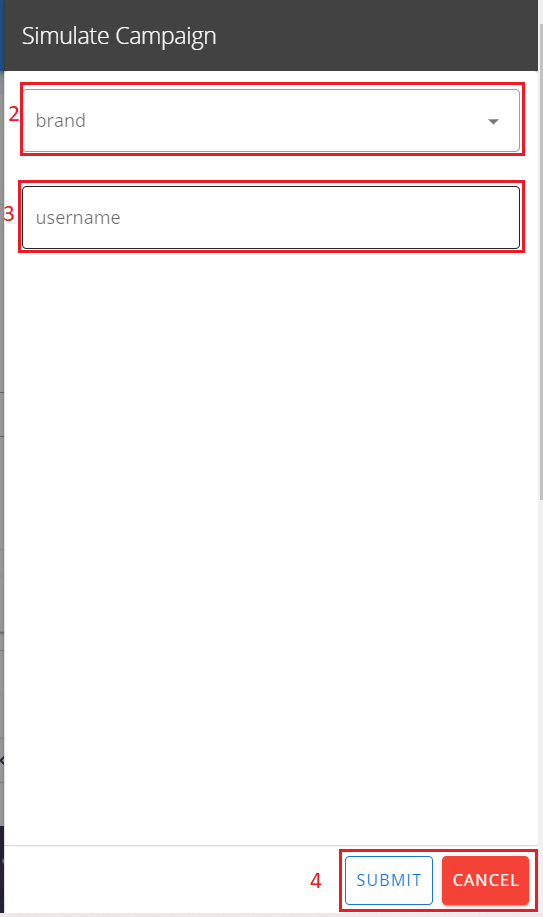 Simulate Campaign
2 brand
3 username
4 SUBMIT CANCEL